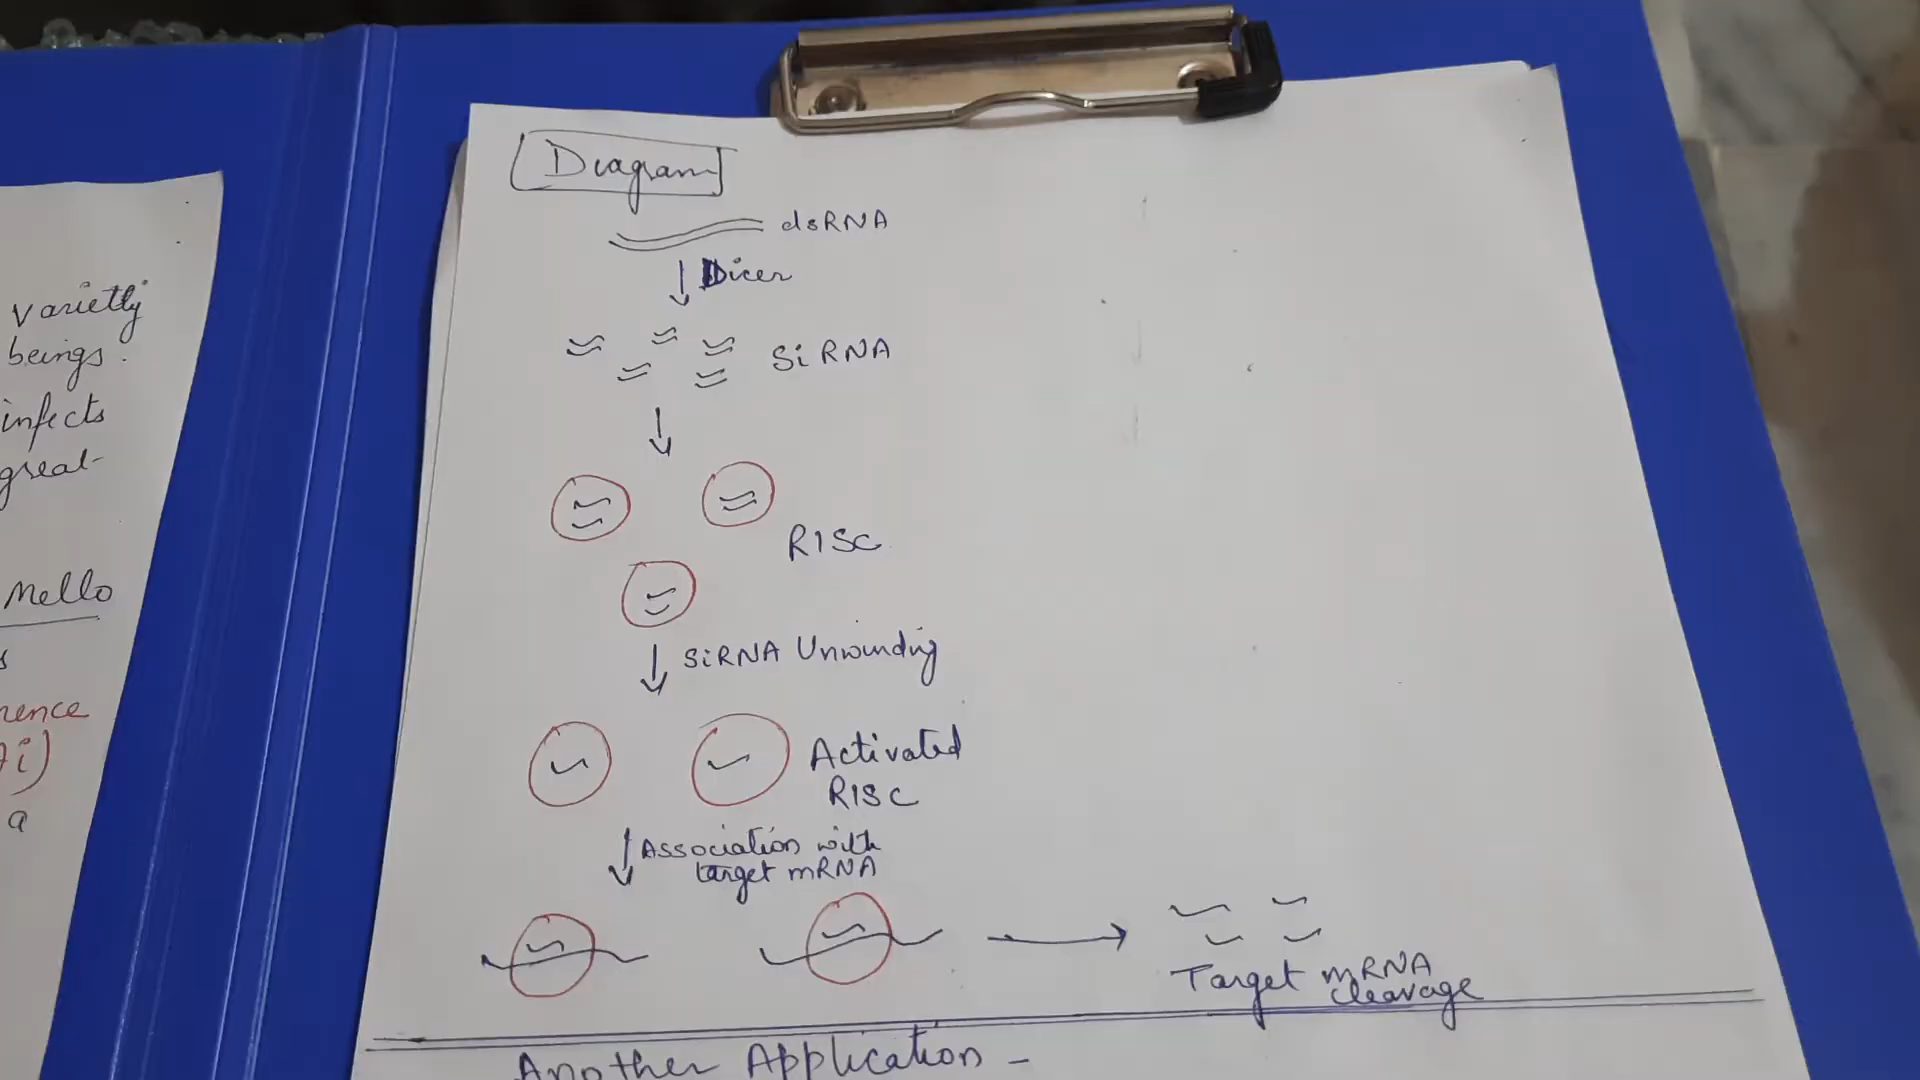 varietly
beings.
infects
great-
Mello
rence
i)
a
Diagram
dsRNA
Dicer
SiRNA
RISC
SiRNA Unwinding
Activated
RISC
Association with
target mRNA
Target mRNA
cleavage
Another Application -